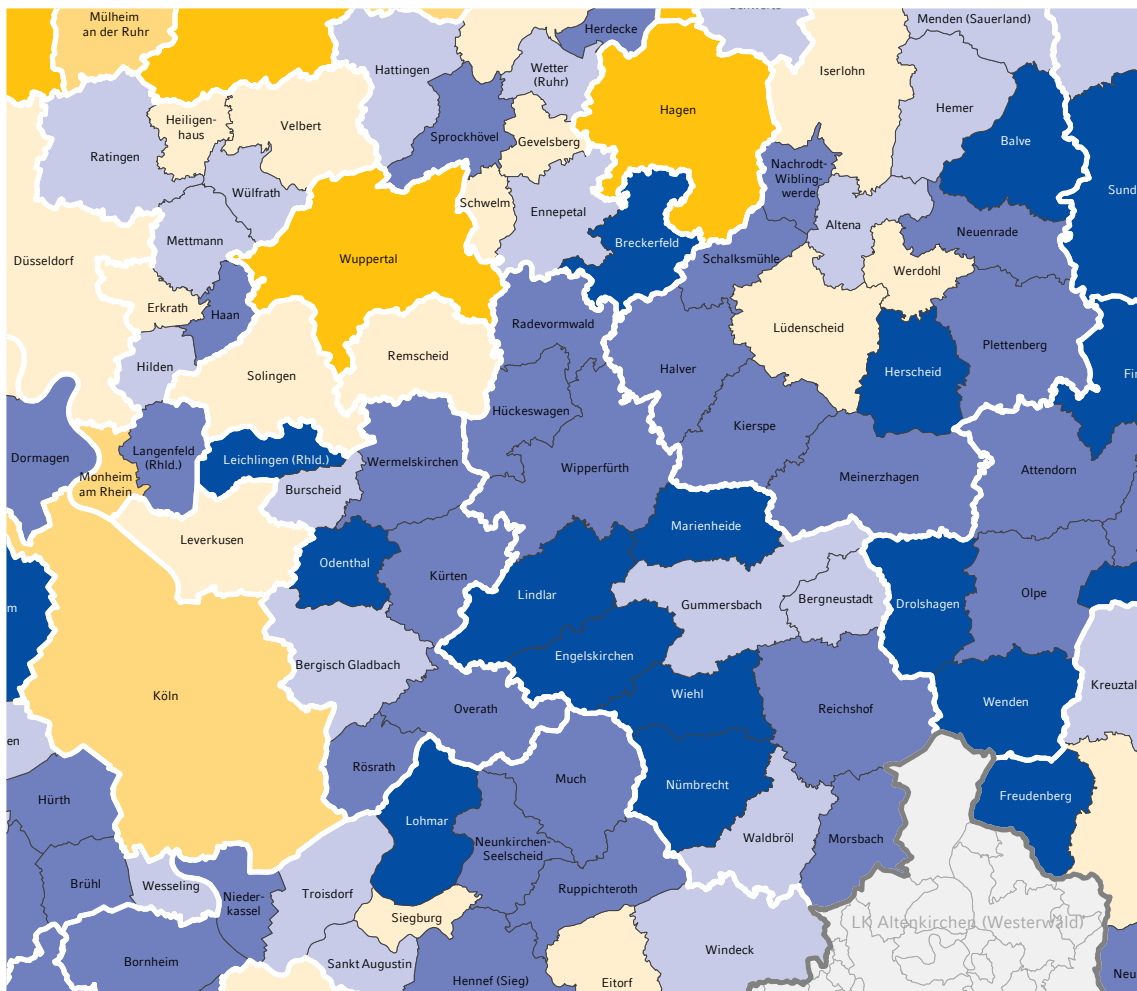 Mülheim
an der Ruhr
Herdecke
Menden (Sauerland)
Hattingen
Wetter
(Ruhr)
Iserlohn
Hagen
Hemer
Heiligen-
haus
Velbert
Sprockhövel
Gevelsberg
Balve
Ratingen
Nachrodt-
Wibling-
werde
Sund
Wülfrath
Schwelm
Ennepetal
Altena
Mettmann
Breckerfeld
Neuenrade
Düsseldorf
Wuppertal
Schalksmühle
Werdohl
Erkrath
Haan
Radevormwald
Lüdenscheid
Plettenberg
Remscheid
Hilden
Solingen
Halver
Herscheid
Fin
Hückeswagen
Kierspe
Dormagen
Langenfeld
(Rhld.)
Leichlingen (Rhld.)
Wermelskirchen
Wipperfürth
Meinerzhagen
Attendorn
Monheim
am Rhein
Burscheid
Marienheide
Leverkusen
Odenthal
Kürten
Lindlar
Gummersbach
Bergneustadt
Drolshagen
Olpe
m
Engelskirchen
Bergisch Gladbach
Köln
Wiehl
Wenden
Kreuztal
Overath
Reichshof
en
Rösrath
Much
Nümbrecht
Freudenberg
Hürth
Lohmar
Neunkirchen-
Seelscheid
Waldbröl
Morsbach
Brühl
Wesseling
Nieder-
kassel
Troisdorf
Ruppichteroth
Siegburg
LK Altenkirchen (Westerwald)
Windeck
Bornheim
Sankt Augustin
Hennef (Sieg)
Eitorf
Neu